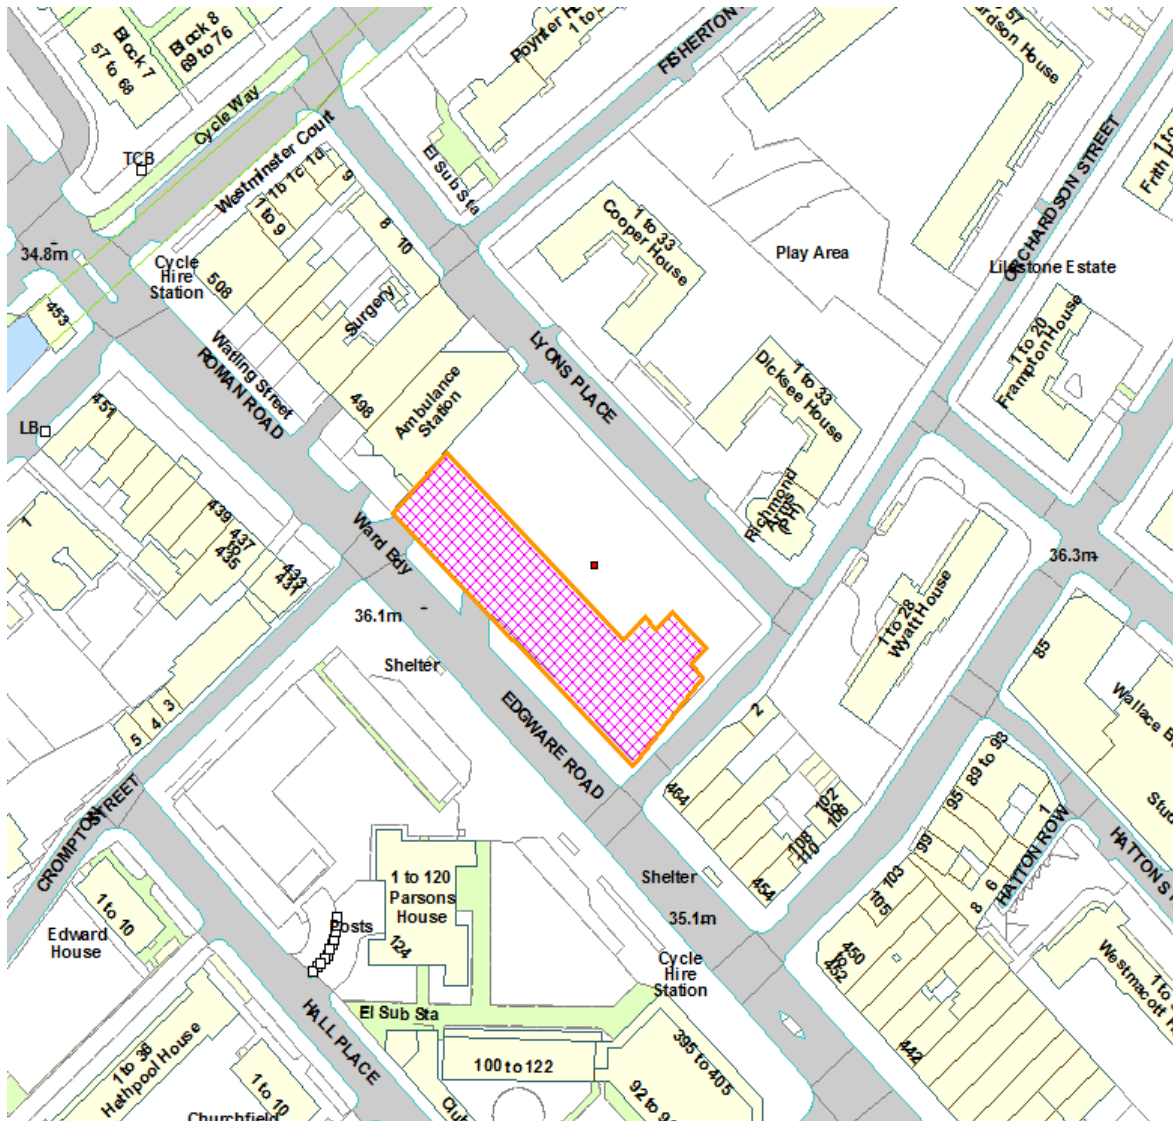 Block 7
57 to 68
Block 8
69 to 76
Cycle Way
TCB
Westminster Court
1b 1c 1d
9
1 to 9
8
10
El Sub Sta
FISHERTON
34.8m
Cycle
Hire
Station
508
453
Surgery
Watling Street
ROMAN ROAD
498
Ambulance
Station
LYONS PLACE
1 to 33
Cooper House
Play Area
ORCHARDSON STREET
Lilestone Estate
1 to 20
Frampton House
1 to 33
Dicksee House
Richmond
Arms
(PH)
LB
451
439
437
to
435
433
431
1
Ward Bdy
36.1m
Shelter
EDGWARE ROAD
36.3m
1 to 28
Wyatt House
85
5
4
3
CROMPTON STREET
2
464
102
to
106
108
110
454
89 to 93
95
99
1
103
105
6
8
HATTON ROW
HATTON S
Shelter
35.1m
1 to 120
Parsons
House
124
Posts
1 to 10
Edward
House
Cycle
Hire
Station
450
to
452
442
El Sub Sta
HALL PLACE
100 to 122
395 to 405
1 to 36
Hethpool House
1 to 10
Churchfield